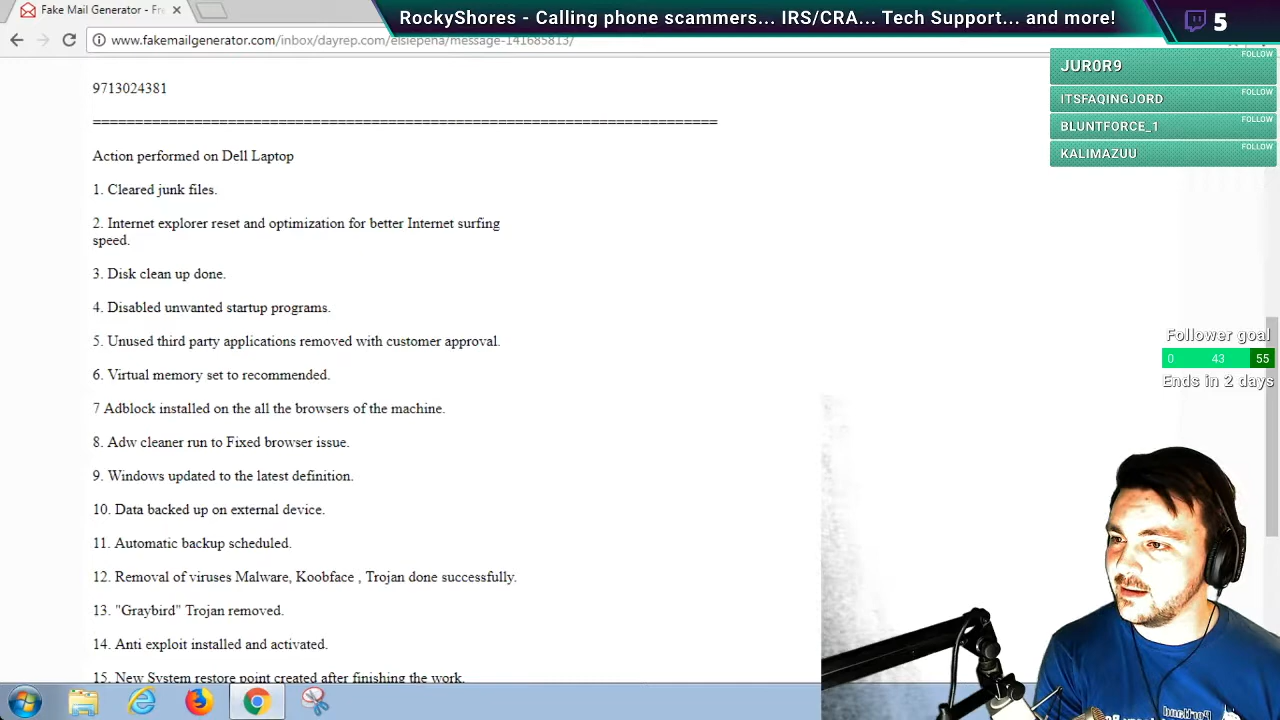 Fake Mail Generator - Fr
RockyShores - Calling phone scammers... IRS/CRA... Tech Support... and more!
5
www.fakemailgenerator.com/inbox/dayrep.com/elsiepena/message-141685813/
JUR0R9
FOLLOW
ITSFAQINGJORD
FOLLOW
BLUNTFORCE_1
FOLLOW
KALIMAZUU
FOLLOW
9713024381
==========================================================================
Action performed on Dell Laptop
1. Cleared junk files.
2. Internet explorer reset and optimization for better Internet surfing
speed.
3. Disk clean up done.
4. Disabled unwanted startup programs.
5. Unused third party applications removed with customer approval.
6. Virtual memory set to recommended.
7 Adblock installed on the all the browsers of the machine.
8. Adw cleaner run to Fixed browser issue.
9. Windows updated to the latest definition.
10. Data backed up on external device.
11. Automatic backup scheduled.
12. Removal of viruses Malware, Koobface , Trojan done successfully.
13. "Graybird" Trojan removed.
14. Anti exploit installed and activated.
15. New System restore point created after finishing the work.
Follower goal
0 43 55
Ends in 2 days